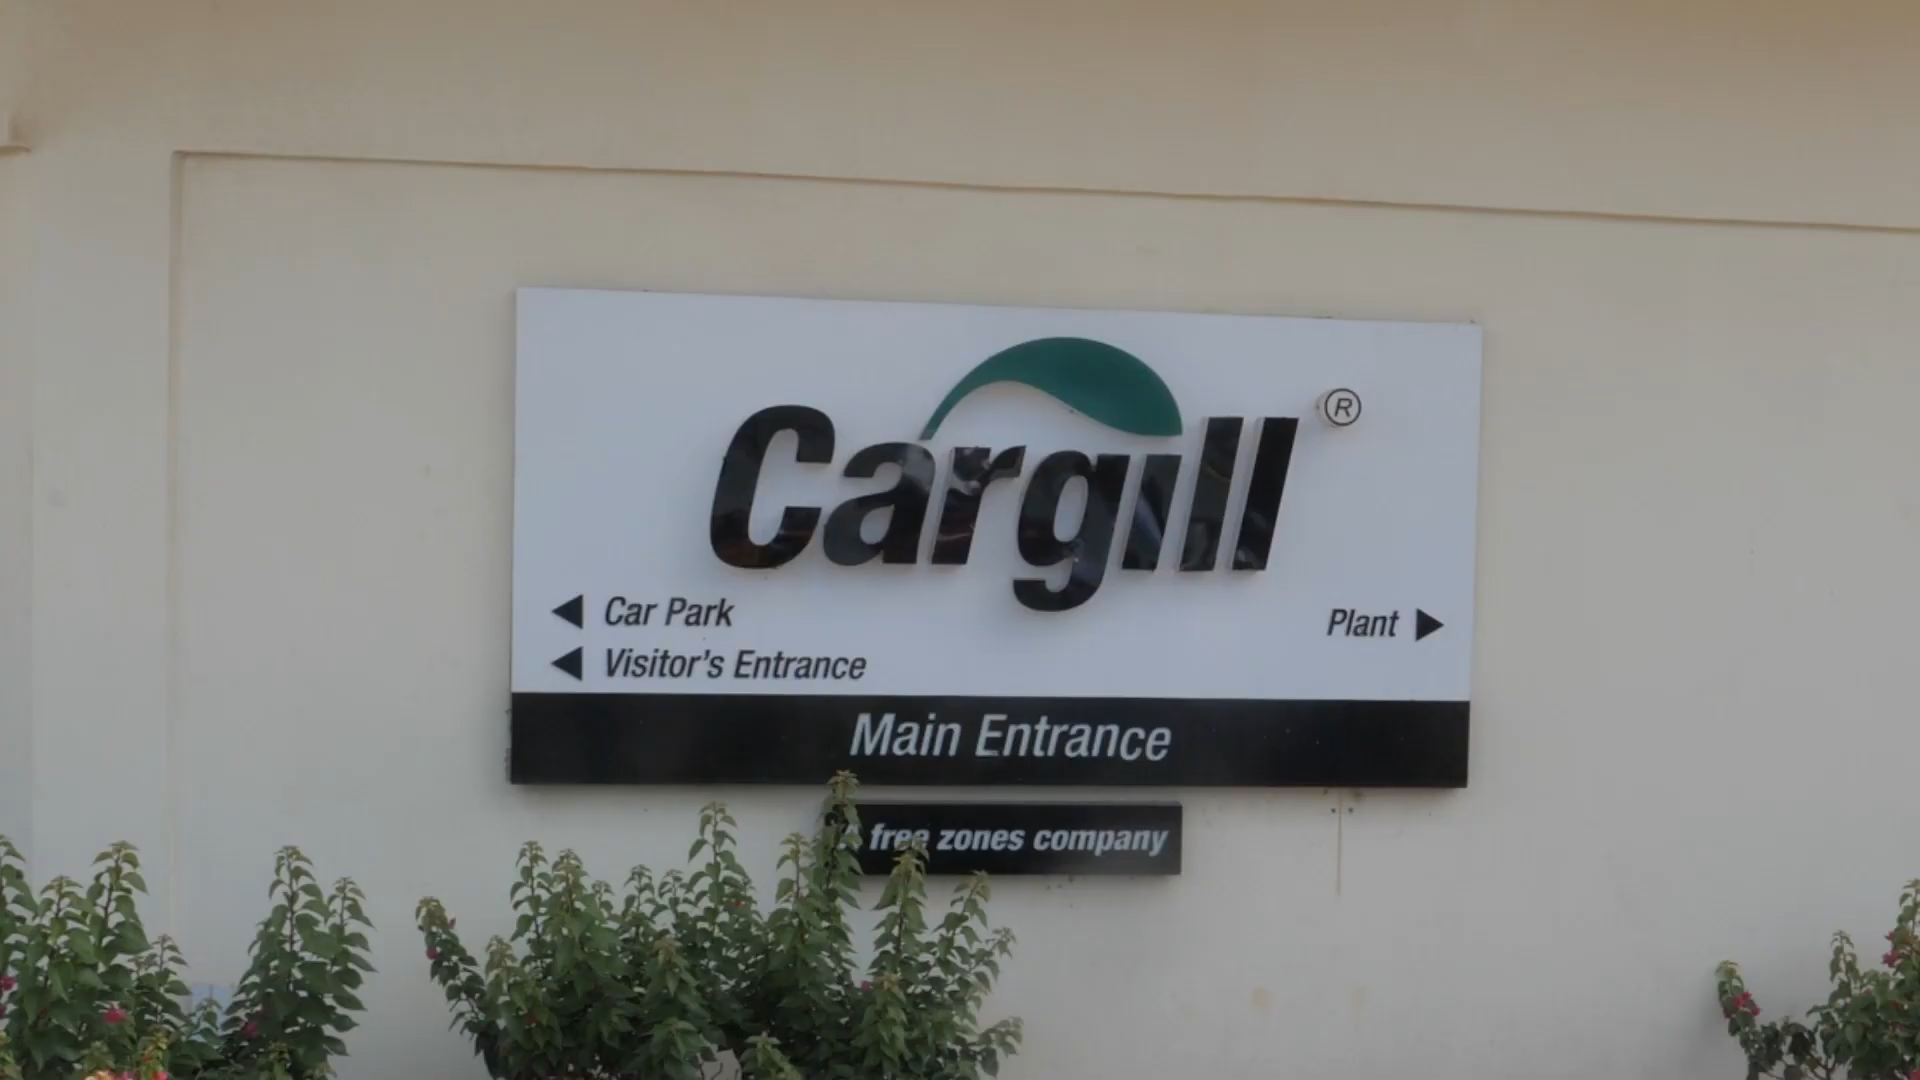 Cargill ®
Car Park
Plant
Visitor's Entrance
Main Entrance
free zones company